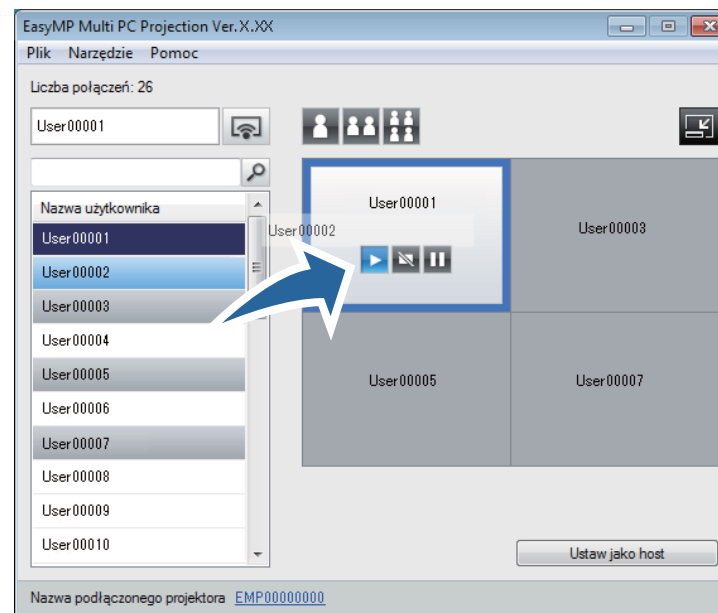 EasyMP Multi PC Projection Ver.X.XX
Plik Narzędzie Pomoc
Liczba połączeń: 26
User00001
Nazwa użytkownika
User00001
User00002
User00003
User00004
User00005
User00006
User00007
User00008
User00009
User00010
User00002
User00001
User00003
User00005
User00007
Ustaw jako host
Nazwa podłączonego projektora EMP00000000